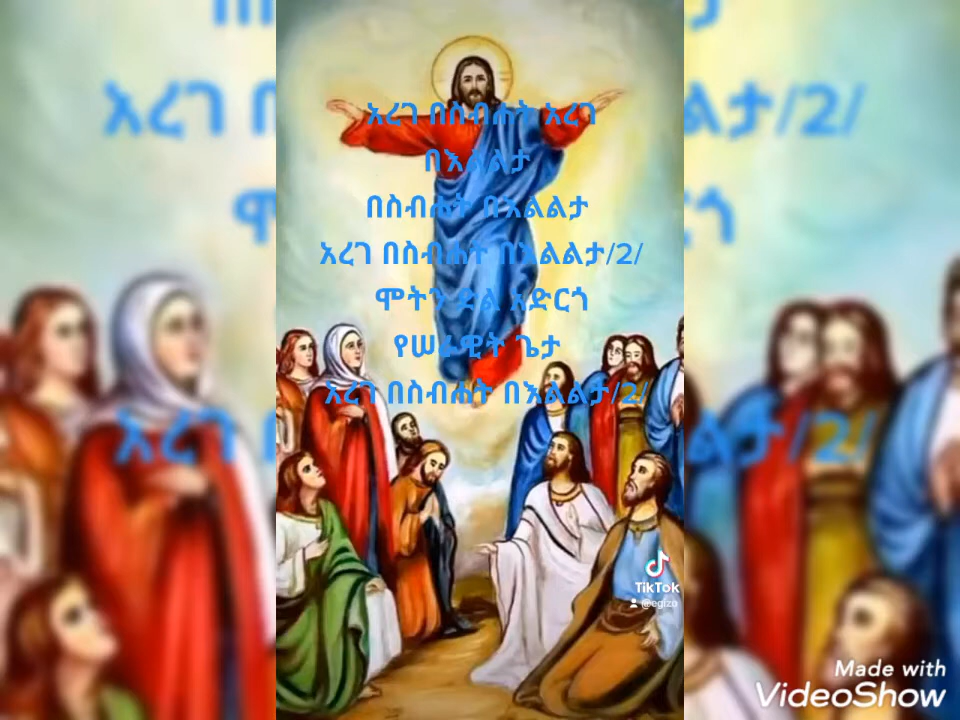 አረገ በስብሐት አረገ
በእልልታ
በስብሐት በእልልታ
አረገ በስብሐት በእልልታ/2/
ሞትን ድል አድርጎ
የሠራዊት ጌታ
አረገ በስብሐት በእልልታ/2/
TikTok
@egizo
Made with
VideoShow